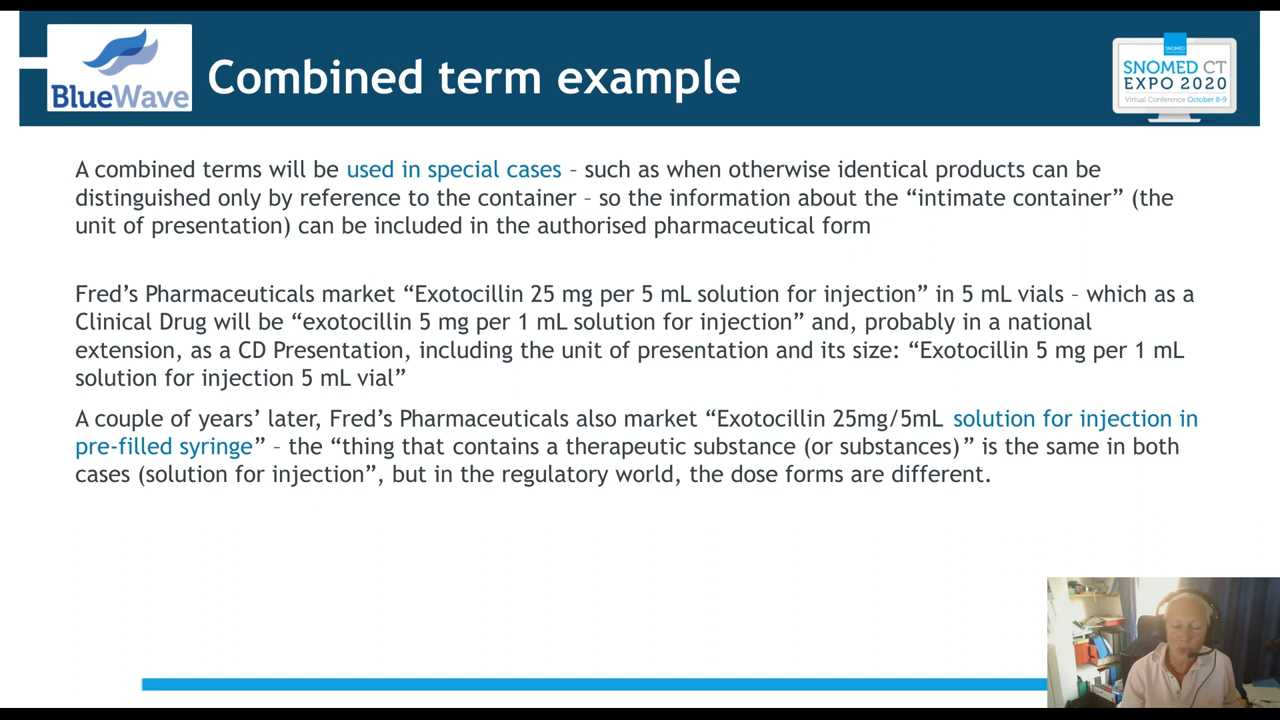 BlueWave
Combined term example
SNOMED
SNOMED CT
EXPO 2020
Virtual Conference October 8-9
A combined terms will be used in special cases – such as when otherwise identical products can be
distinguished only by reference to the container – so the information about the “intimate container” (the
unit of presentation) can be included in the authorised pharmaceutical form
Fred’s Pharmaceuticals market “Exotocillin 25 mg per 5 mL solution for injection” in 5 mL vials – which as a
Clinical Drug will be “exotocillin 5 mg per 1 mL solution for injection” and, probably in a national
extension, as a CD Presentation, including the unit of presentation and its size: “Exotocillin 5 mg per 1 mL
solution for injection 5 mL vial”
A couple of years’ later, Fred’s Pharmaceuticals also market “Exotocillin 25mg/5mL solution for injection in
pre-filled syringe” – the “thing that contains a therapeutic substance (or substances)” is the same in both
cases (solution for injection”, but in the regulatory world, the dose forms are different.